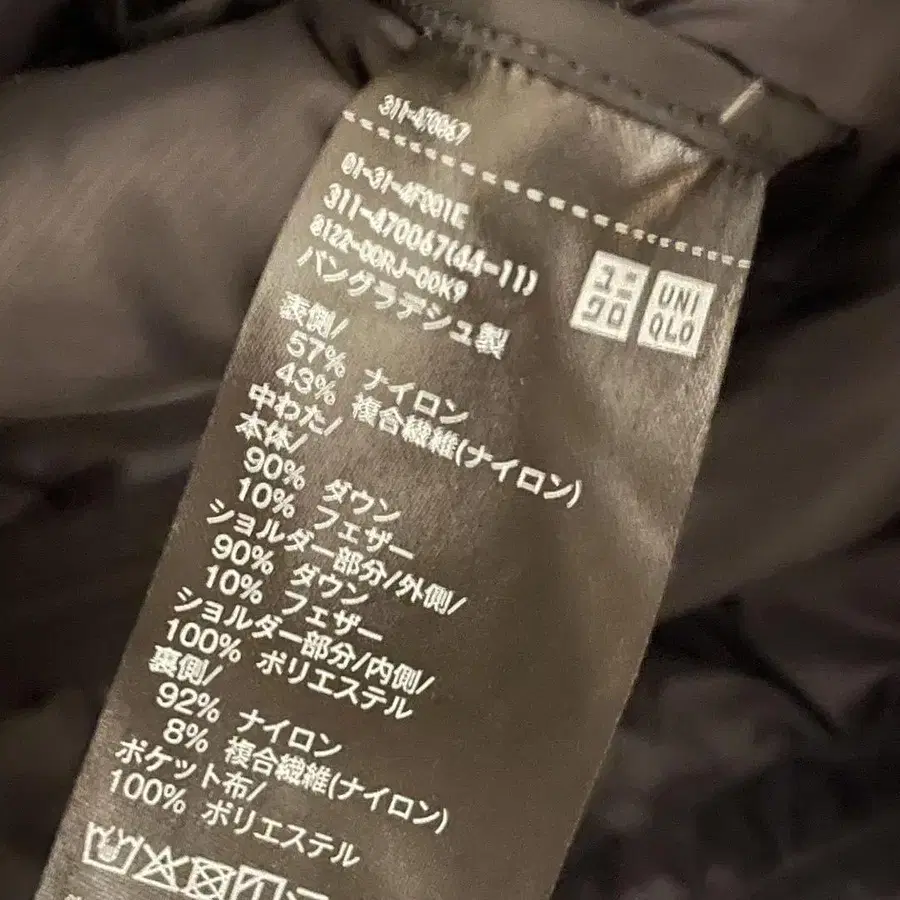 311-470067
01-31-4F001E
311-470067(44-11)
8122-00RJ-00K9
バングラデシュ製
ユニ
クロ
UNI
QLO
表側/
57% ナイロン
43% 複合繊維(ナイロン)
中わた/
本体/
90% ダウン
10% フェザー
ショルダー部分/外側/
90% ダウン
10% フェザー
ショルダー部分/内側/
100% ポリエステル
裏側/
92% ナイロン
8% 複合繊維(ナイロン)
ポケット布/
100% ポリエステル